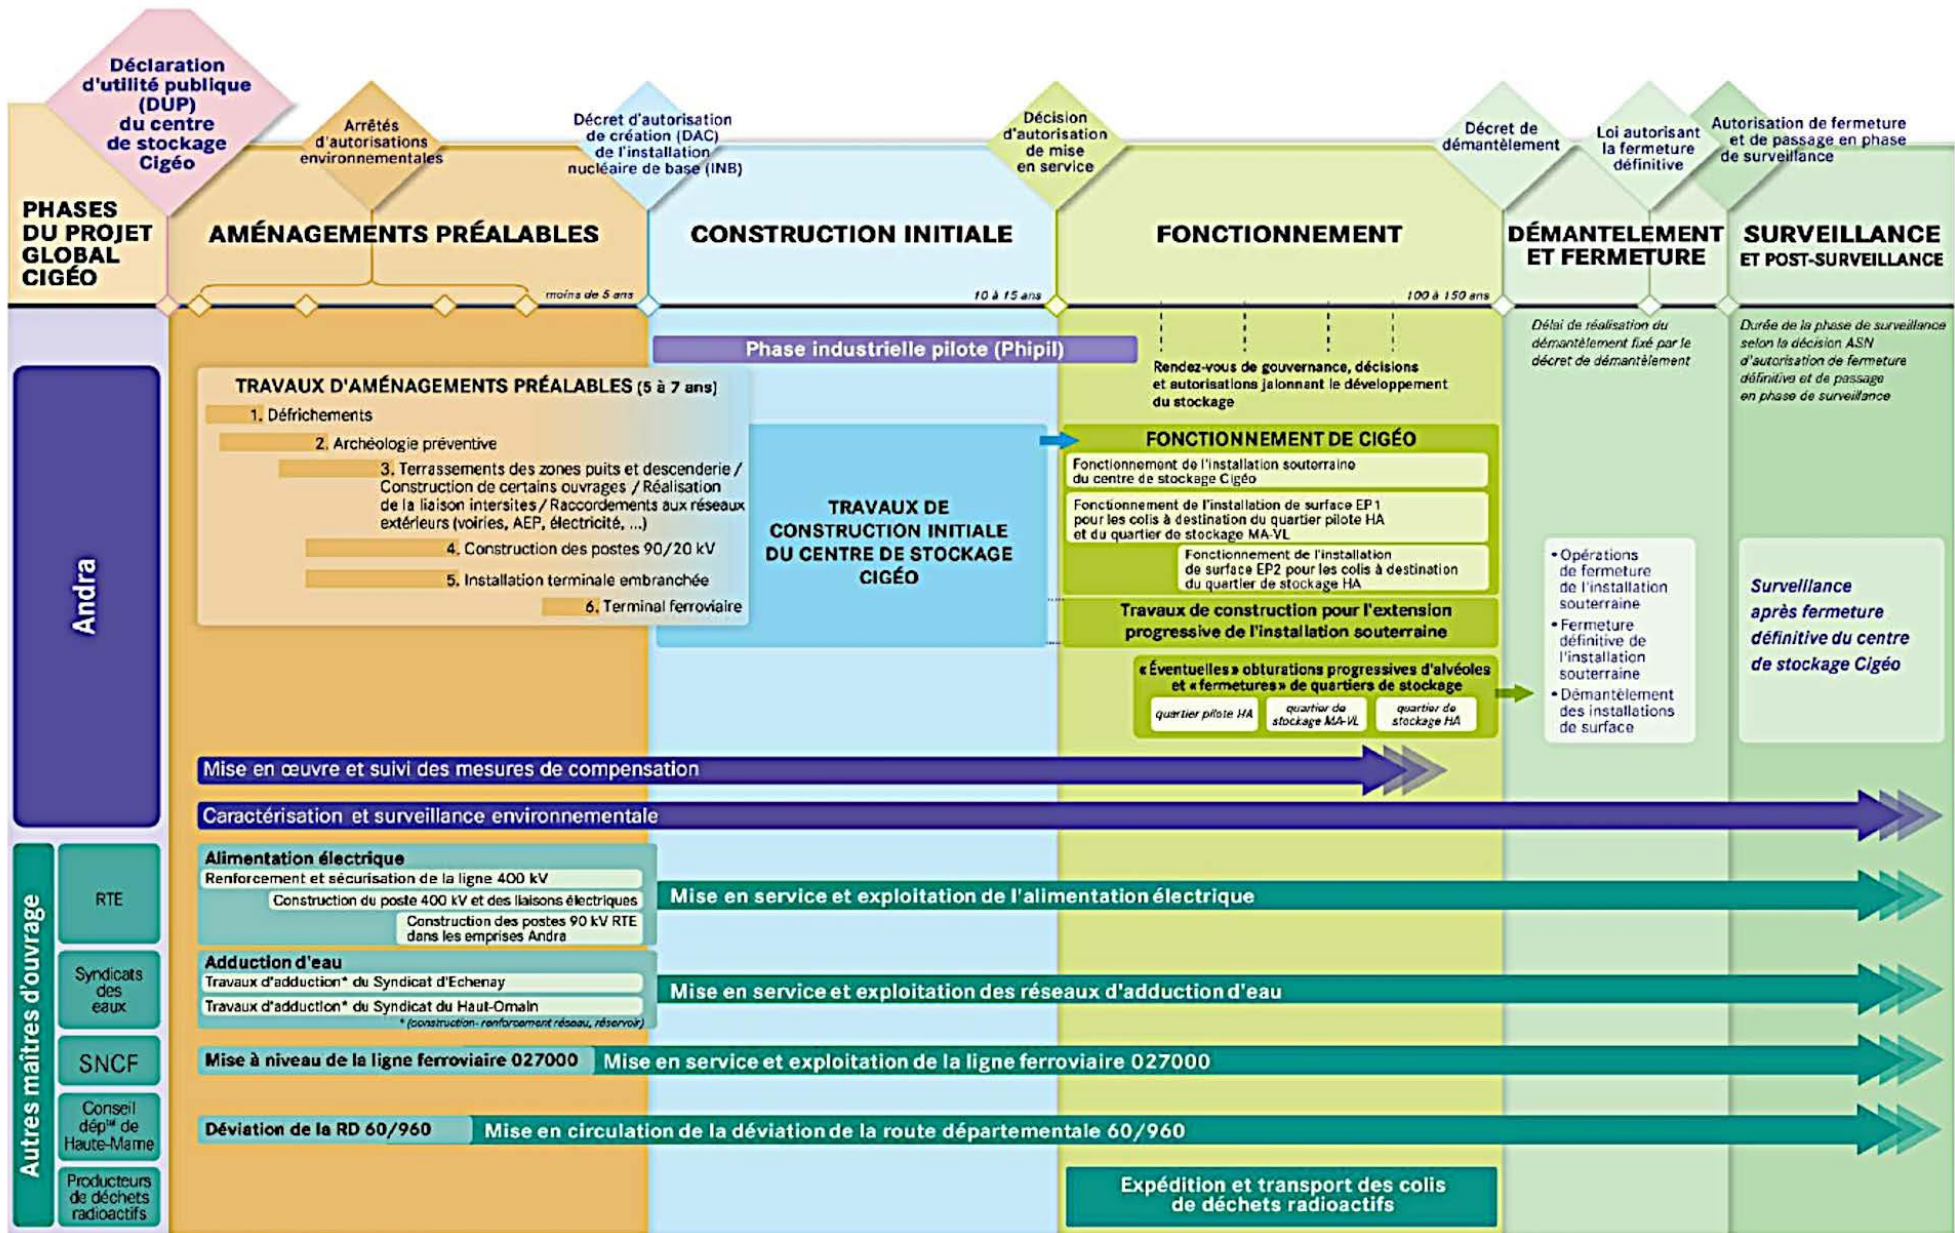 Déclaration
d'utilité publique
(DUP)
du centre
de stockage
Cigéo
Arrêtés
d'autorisations
environnementales
Décret d'autorisation
de création (DAC)
de l'installation
nucléaire de base (INB)
Décision
d'autorisation
de mise
en service
Décret de
démantèlement
Loi autorisant
la fermeture
définitive
Autorisation de fermeture
et de passage en phase
de surveillance
PHASES
DU PROJET
GLOBAL
CIGÉO
AMÉNAGEMENTS PRÉALABLES
moins de 5 ans
CONSTRUCTION INITIALE
10 à 15 ans
FONCTIONNEMENT
100 à 150 ans
DÉMANTELEMENT
ET FERMETURE
SURVEILLANCE
ET POST-SURVEILLANCE
Andra
Phase industrielle pilote (Phipil)
Rendez-vous de gouvernance, décisions
et autorisations jalonnant le développement
du stockage
Délai de réalisation du
démantèlement fixé par le
décret de démantèlement
Durée de la phase de surveillance
selon la décision ASN
d'autorisation de fermeture
définitive et de passage
en phase de surveillance
TRAVAUX D'AMÉNAGEMENTS PRÉALABLES (5 à 7 ans)
1. Défrichements
2. Archéologie préventive
3. Terrassements des zones puits et descenderie /
Construction de certains ouvrages / Réalisation
de la liaison intersites / Raccordements aux réseaux
extérieurs (voiries, AEP, électricité, ...)
4. Construction des postes 90/20 kV
5. Installation terminale embranchée
6. Terminal ferroviaire
TRAVAUX DE
CONSTRUCTION INITIALE
DU CENTRE DE STOCKAGE
CIGÉO
FONCTIONNEMENT DE CIGÉO
Fonctionnement de l'installation souterraine
du centre de stockage Cigéo
Fonctionnement de l'installation de surface EP1
pour les colis à destination du quartier pilote HA
et du quartier de stockage MA-VL
Fonctionnement de l'installation
de surface EP2 pour les colis à destination
du quartier de stockage HA
Travaux de construction pour l'extension
progressive de l'installation souterraine
«Éventuelles» obturations progressives d'alvéoles
et «fermetures» de quartiers de stockage
quartier pilote HA
quartier de
stockage MA-VL
quartier de
stockage HA
• Opérations
de fermeture
de l'installation
souterraine
• Fermeture
définitive de
l'installation
souterraine
• Démantèlement
des installations
de surface
Surveillance
après fermeture
définitive du centre
de stockage Cigéo
Mise en œuvre et suivi des mesures de compensation
Caractérisation et surveillance environnementale
Autres maîtres d'ouvrage
RTE
Alimentation électrique
Renforcement et sécurisation de la ligne 400 kV
Construction du poste 400 kV et des liaisons électriques
Construction des postes 90 kV RTE
dans les emprises Andra
Mise en service et exploitation de l'alimentation électrique
Syndicats
des
eaux
Adduction d'eau
Travaux d'adduction* du Syndicat d'Echenay
Travaux d'adduction* du Syndicat du Haut-Ornain
* (construction- renforcement réseau, réservoir)
Mise en service et exploitation des réseaux d'adduction d'eau
SNCF
Mise à niveau de la ligne ferroviaire 027000
Mise en service et exploitation de la ligne ferroviaire 027000
Conseil
dép^tal de
Haute-Marne
Déviation de la RD 60/960
Mise en circulation de la déviation de la route départementale 60/960
Producteurs
de déchets
radioactifs
Expédition et transport des colis
de déchets radioactifs